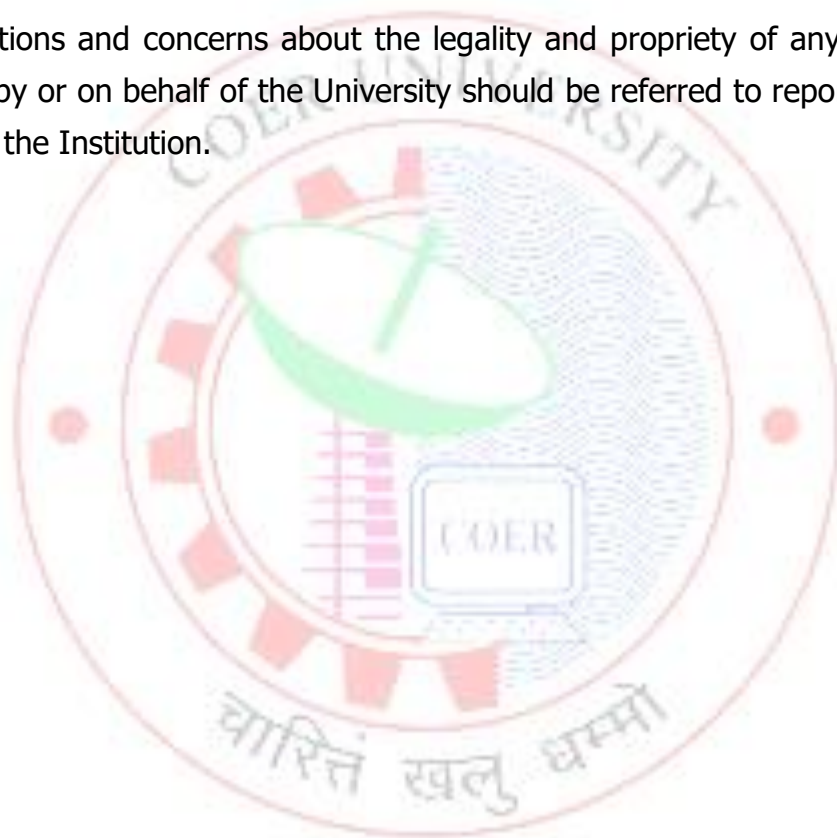 tions and concerns about the legality and propriety of any
by or on behalf of the University should be referred to repo
the Institution.
COER UNIVERSITY
COER
चारित्तं खलु धम्मो